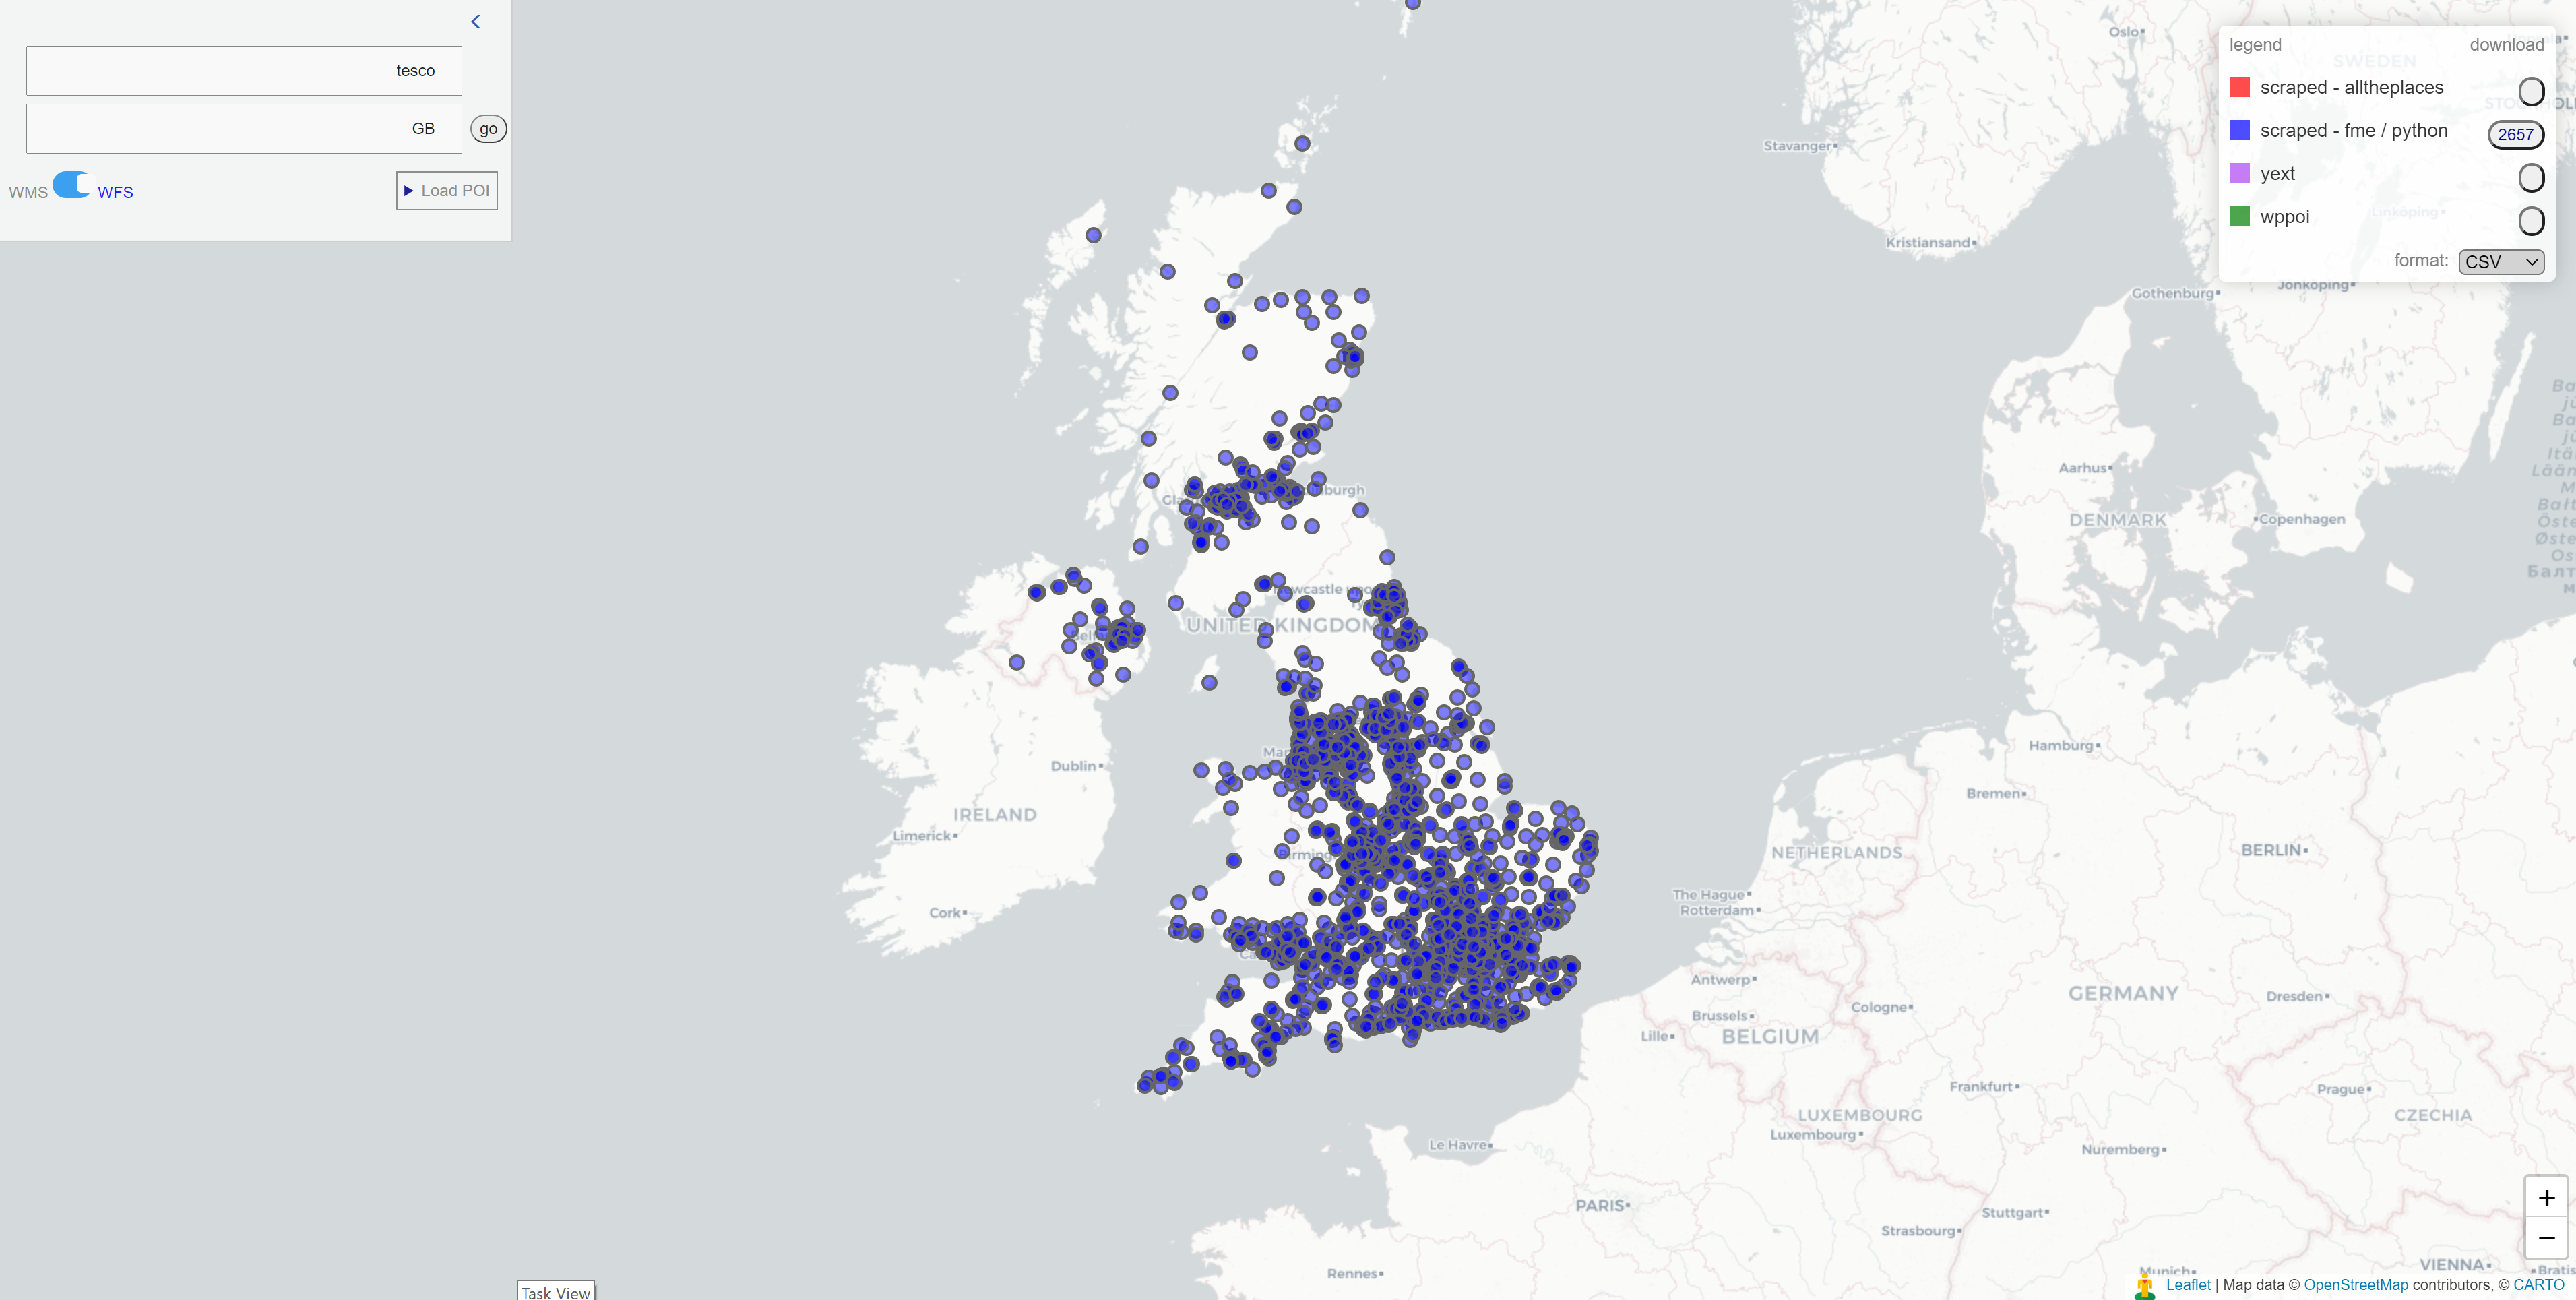 <
tesco
GB
go
WMS
WFS
Load POI
legend
download
scraped - alltheplaces
scraped - fme / python
2657
yext
wppoi
format:
CSV
Oslo
SWEDEN
Stavanger
Kristiansand
Linköping
Jönköping
Gothenburg
Aarhus
DENMARK
Copenhagen
UNITED KINGDOM
Dublin
IRELAND
Limerick
Cork
Hamburg
Bremen
NETHERLANDS
BERLIN
The Hague
Rotterdam
Antwerp
GERMANY
Cologne
Dresden
Brussels
Lille
BELGIUM
Frankfurt
Prague
LUXEMBOURG
CZECHIA
Luxembourg
Le Havre
Nuremberg
PARIS
Stuttgart
Strasbourg
VIENNA
Munich
Rennes
+
−
Task View
Leaflet | Map data © OpenStreetMap contributors, © CARTO